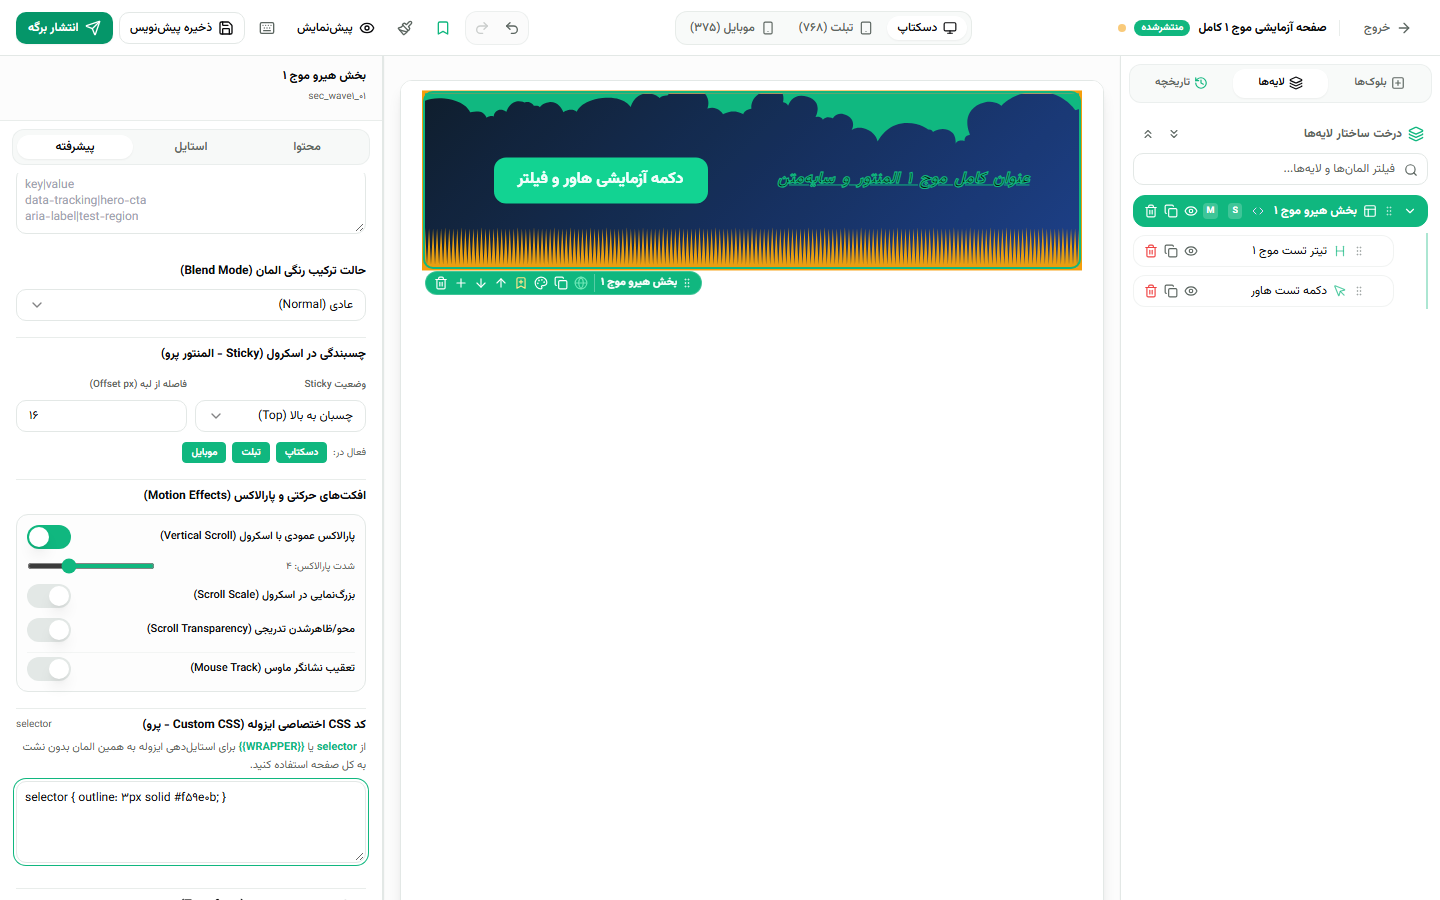 خروج
صفحه آزمایشی موج ۱ کامل
منتشرشده
دسکتاپ
تبلت (۷۶۸)
موبایل (۳۷۵)
پیش‌نمایش
ذخیره پیش‌نویس
انتشار برگه
بلوک‌ها
لایه‌ها
تاریخچه
درخت ساختار لایه‌ها
فیلتر المان‌ها و لایه‌ها...
بخش هیرو موج ۱
S
M
تیتر تست موج ۱
دکمه تست هاور
عنوان کامل موج ۱ المنتور و سایه‌متن
دکمه آزمایشی هاور و فیلتر
بخش هیرو موج ۱
بخش هیرو موج ۱
sec_wave۱_۰۱
محتوا
استایل
پیشرفته
key|value
data-tracking|hero-cta
aria-label|test-region
حالت ترکیب رنگی المان (Blend Mode)
عادی (Normal)
چسبندگی در اسکرول (Sticky - المنتور پرو)
وضعیت Sticky
فاصله از لبه (Offset px)
چسبان به بالا (Top)
۱۶
فعال در:
دسکتاپ
تبلت
موبایل
افکت‌های حرکتی و پارالاکس (Motion Effects)
پارالاکس عمودی با اسکرول (Vertical Scroll)
شدت پارالاکس: ۴
بزرگ‌نمایی در اسکرول (Scroll Scale)
محو/ظاهرشدن تدریجی (Scroll Transparency)
تعقیب نشانگر ماوس (Mouse Track)
کد CSS اختصاصی ایزوله (Custom CSS - پرو)
selector
از selector یا {{WRAPPER}} برای استایل‌دهی ایزوله به همین المان بدون نشت
به کل صفحه استفاده کنید.
selector { outline: ۳px solid #f۵۹e۰b; }